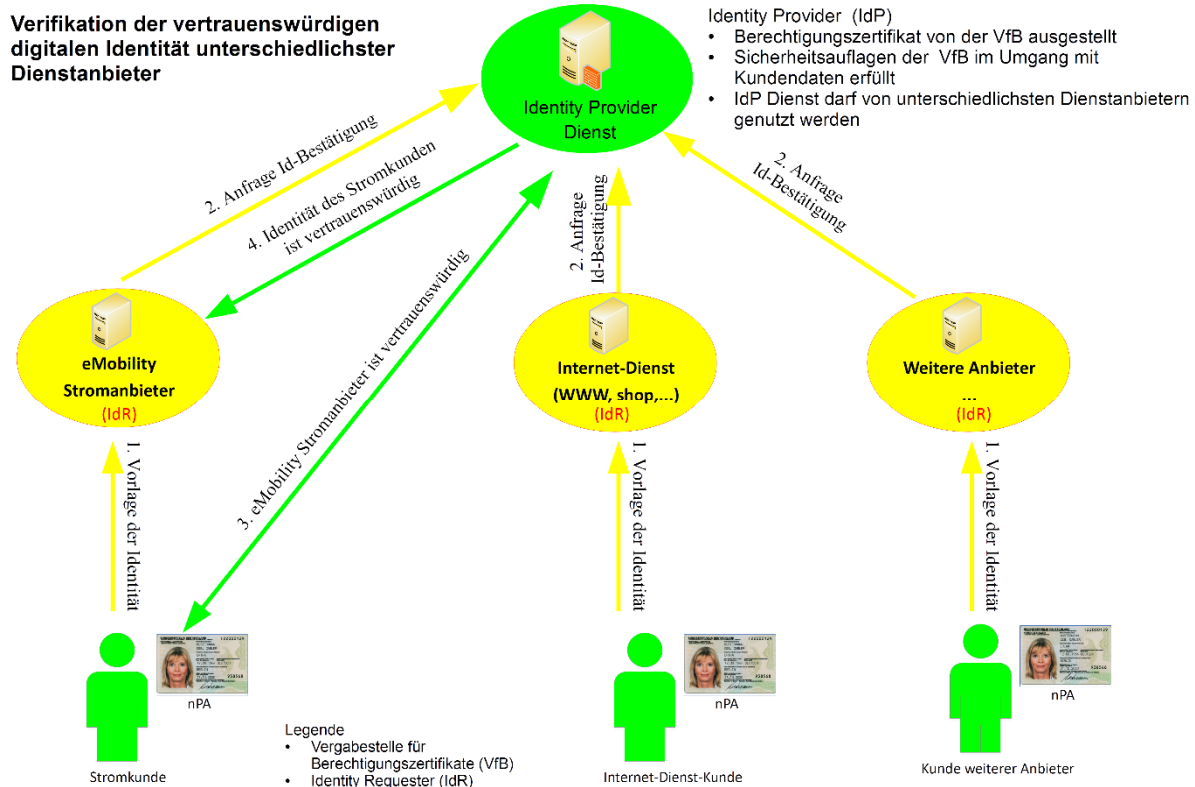 Verifikation der vertrauenswürdigen
digitalen Identität unterschiedlichster
Dienstanbieter
Identity Provider (IdP)
• Berechtigungszertifikat von der VfB ausgestellt
• Sicherheitsauflagen der VfB im Umgang mit
Kundendaten erfüllt
• IdP Dienst darf von unterschiedlichsten Dienstanbietern
genutzt werden
Identity Provider
Dienst
2. Anfrage Id-Bestätigung
4. Identität des Stromkunden
ist vertrauenswürdig
3. eMobility Stromanbieter ist vertrauenswürdig
2. Anfrage
Id-Bestätigung
2. Anfrage
Id-Bestätigung
eMobility
Stromanbieter
(IdR)
Internet-Dienst
(WWW, shop,...)
(IdR)
Weitere Anbieter
...
(IdR)
1. Vorlage der Identität
1. Vorlage der Identität
1. Vorlage der Identität
nPA
nPA
nPA
Stromkunde
Internet-Dienst-Kunde
Kunde weiterer Anbieter
Legende
• Vergabestelle für
Berechtigungszertifikate (VfB)
• Identity Requester (IdR)